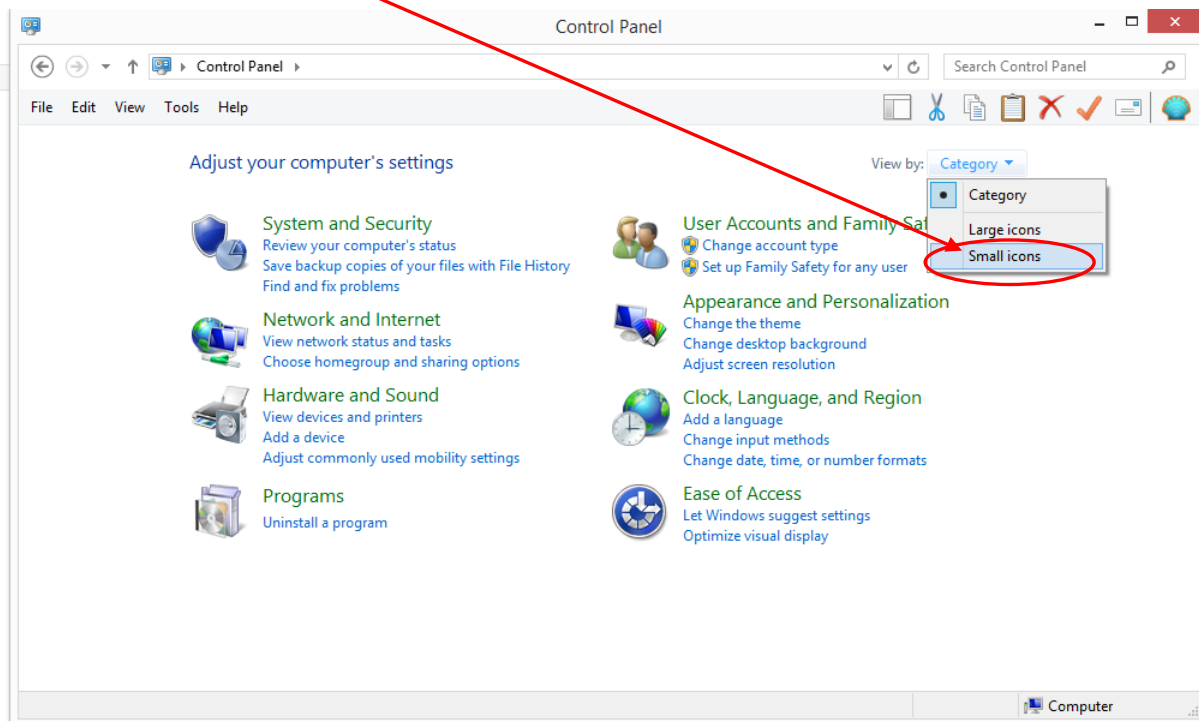 Control Panel
Control Panel
Search Control Panel
File Edit View Tools Help
Adjust your computer's settings
View by: Category
Category
Large icons
Small icons
System and Security
Review your computer's status
Save backup copies of your files with File History
Find and fix problems
Network and Internet
View network status and tasks
Choose homegroup and sharing options
Hardware and Sound
View devices and printers
Add a device
Adjust commonly used mobility settings
Programs
Uninstall a program
User Accounts and Family Saf
Change account type
Set up Family Safety for any user
Appearance and Personalization
Change the theme
Change desktop background
Adjust screen resolution
Clock, Language, and Region
Add a language
Change input methods
Change date, time, or number formats
Ease of Access
Let Windows suggest settings
Optimize visual display
Computer